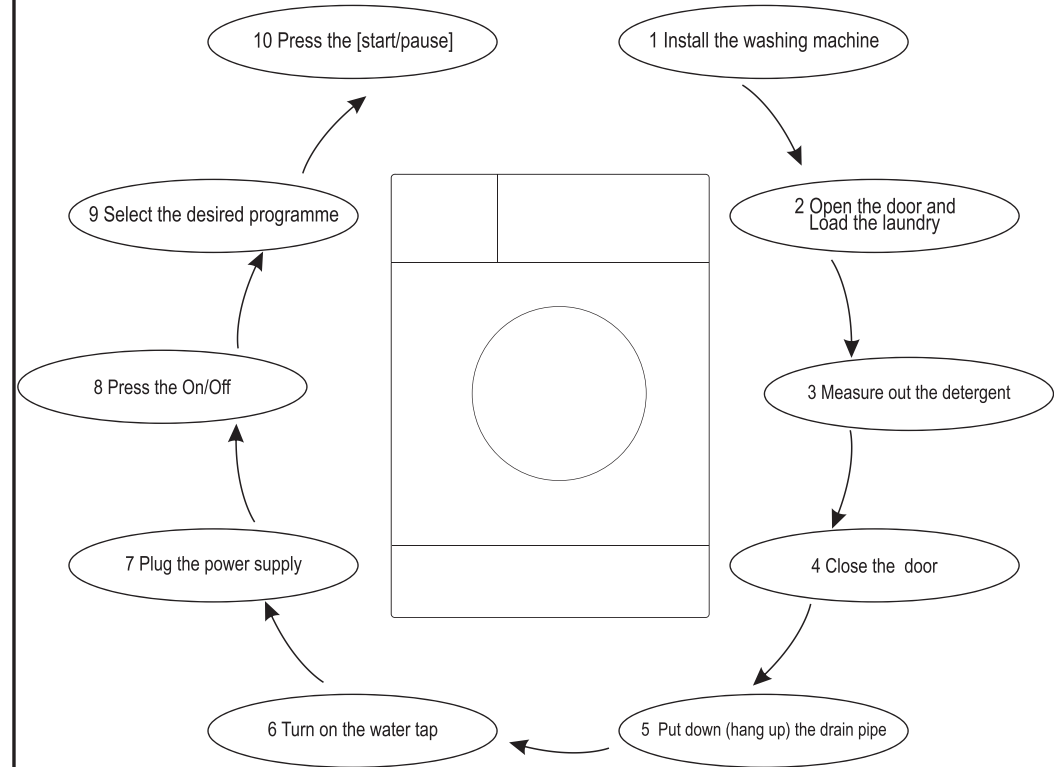 1 Install the washing machine
2 Open the door and
Load the laundry
3 Measure out the detergent
4 Close the door
5 Put down (hang up) the drain pipe
6 Turn on the water tap
7 Plug the power supply
8 Press the On/Off
9 Select the desired programme
10 Press the [start/pause]